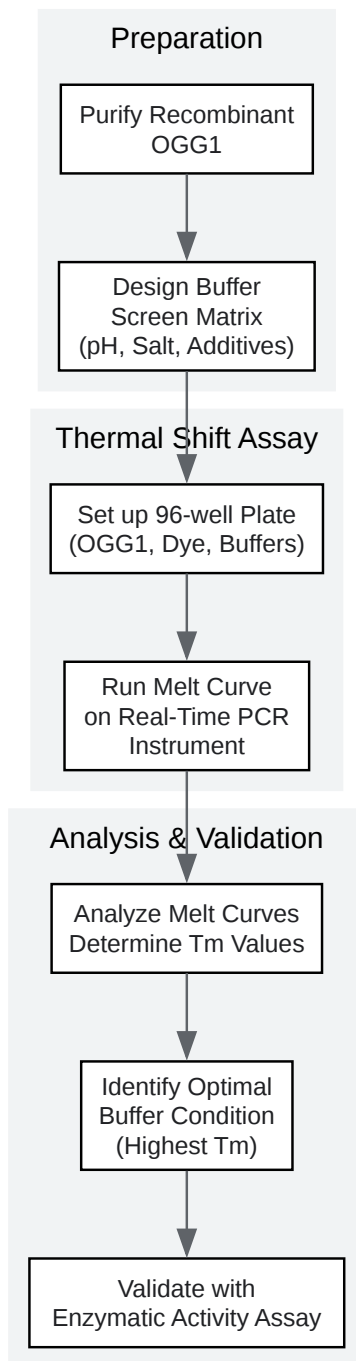 Preparation
Purify Recombinant
OGG1
Design Buffer
Screen Matrix
(pH, Salt, Additives)
Thermal Shift Assay
Set up 96-well Plate
(OGG1, Dye, Buffers)
Run Melt Curve
on Real-Time PCR
Instrument
Analysis & Validation
Analyze Melt Curves
Determine Tm Values
Identify Optimal
Buffer Condition
(Highest Tm)
Validate with
Enzymatic Activity Assay